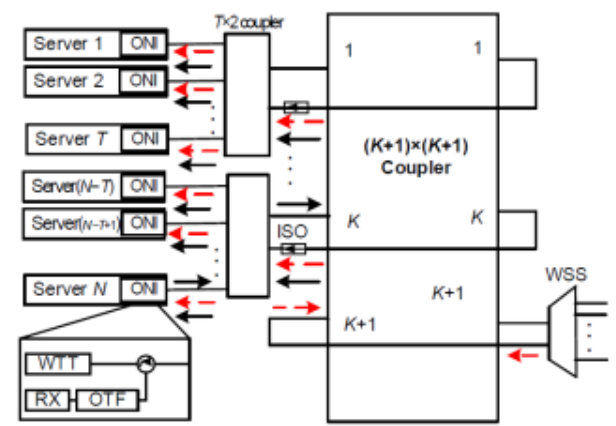 T×2 coupler
Server 1 ONI
Server 2 ONI
Server T ONI
Server(N−T) ONI
Server(N-T+1) ONI
Server N ONI
ISO
1 1
(K+1)×(K+1)
Coupler
K K
K+1
K+1
WSS
WTT
RX OTF